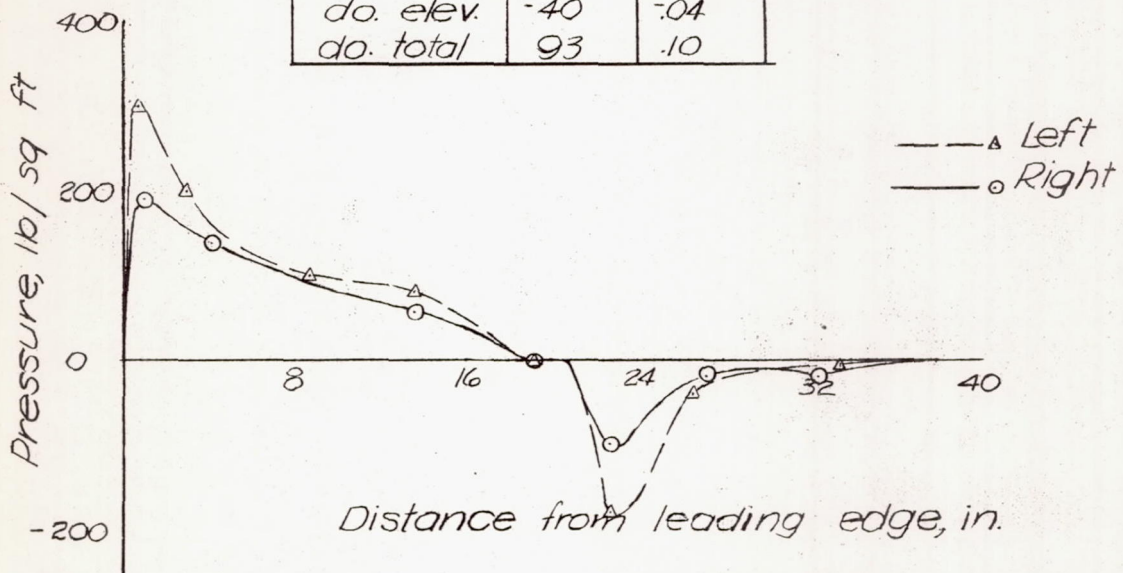 400
do. elev. -40 -.04
do. total 93 .10
Left
Right
Pressure, lb/sq ft
200
0
8 16 24 32 40
-200
Distance from leading edge, in.